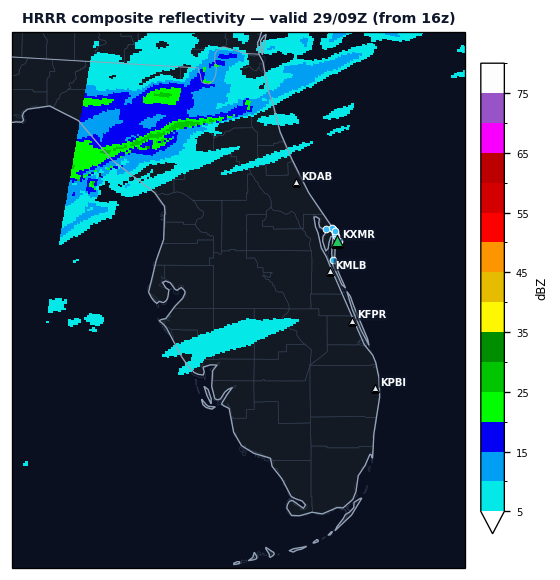 HRRR composite reflectivity — valid 29/09Z (from 16z)
75
65
55
45
35
25
15
5
dBZ
KDAB
KXMR
KMLB
KFPR
KPBI